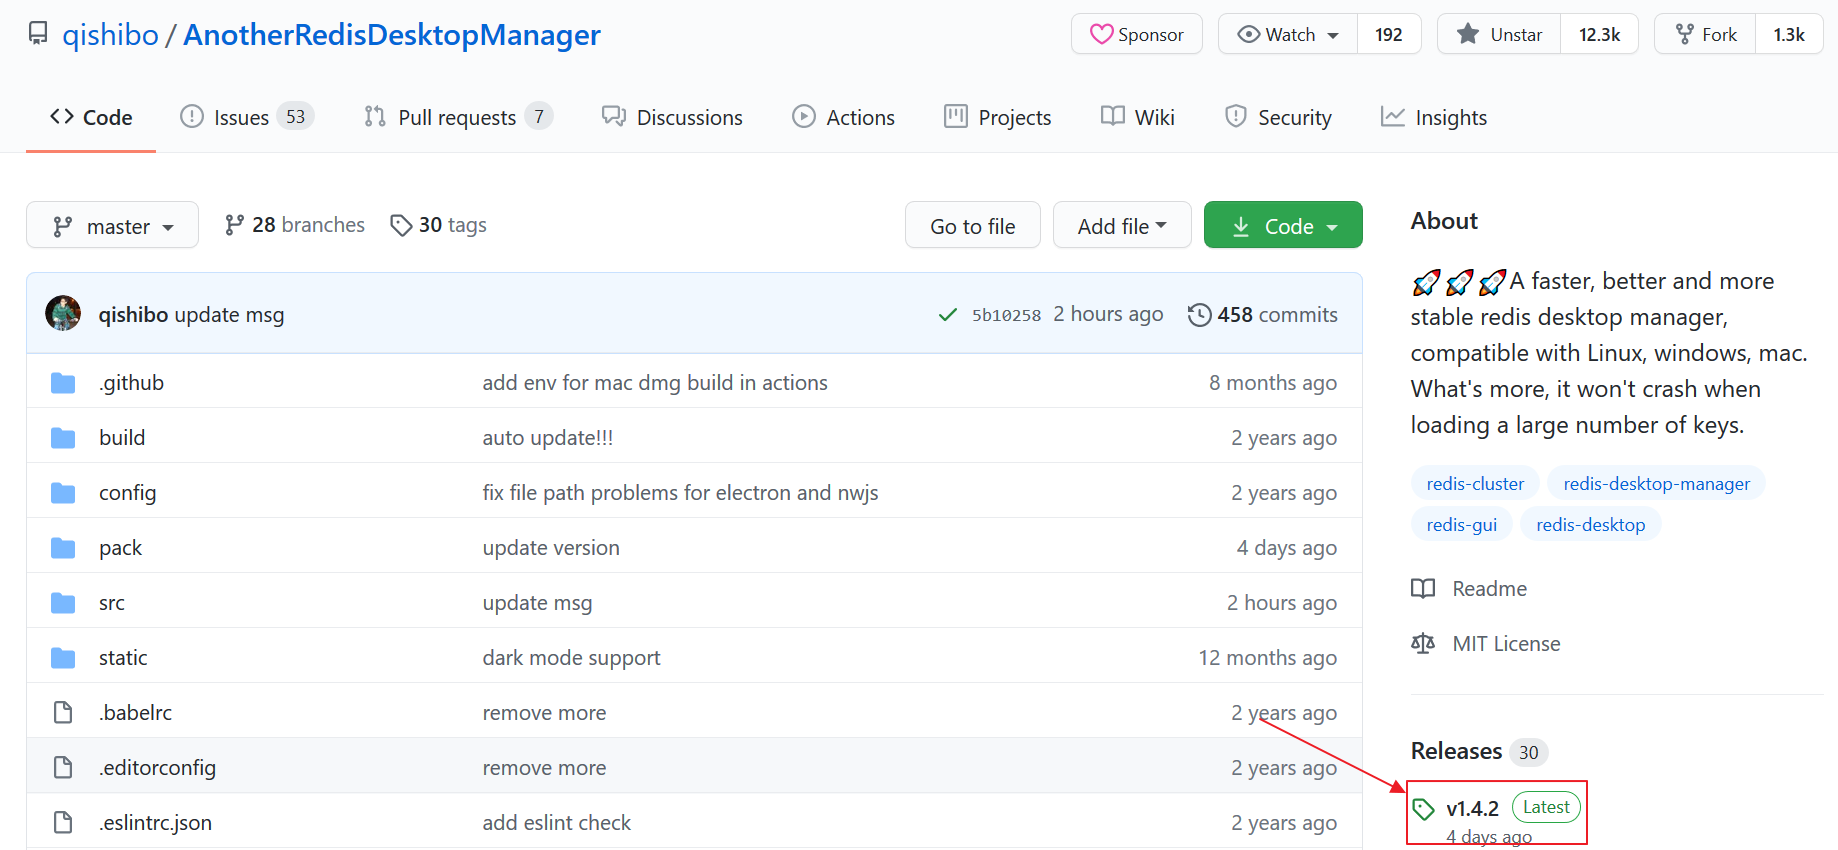 qishibo / AnotherRedisDesktopManager
Sponsor Watch 192 Unstar 12.3k Fork 1.3k
Code Issues 53 Pull requests 7 Discussions Actions Projects Wiki Security Insights
master 28 branches 30 tags Go to file Add file Code
qishibo update msg 5b10258 2 hours ago 458 commits
.github add env for mac dmg build in actions 8 months ago
build auto update!!! 2 years ago
config fix file path problems for electron and nwjs 2 years ago
pack update version 4 days ago
src update msg 2 hours ago
static dark mode support 12 months ago
.babelrc remove more 2 years ago
.editorconfig remove more 2 years ago
.eslintrc.json add eslint check 2 years ago
About
🚀🚀🚀A faster, better and more
stable redis desktop manager,
compatible with Linux, windows, mac.
What's more, it won't crash when
loading a large number of keys.
redis-cluster redis-desktop-manager
redis-gui redis-desktop
Readme
MIT License
Releases 30
v1.4.2 Latest
4 days ago